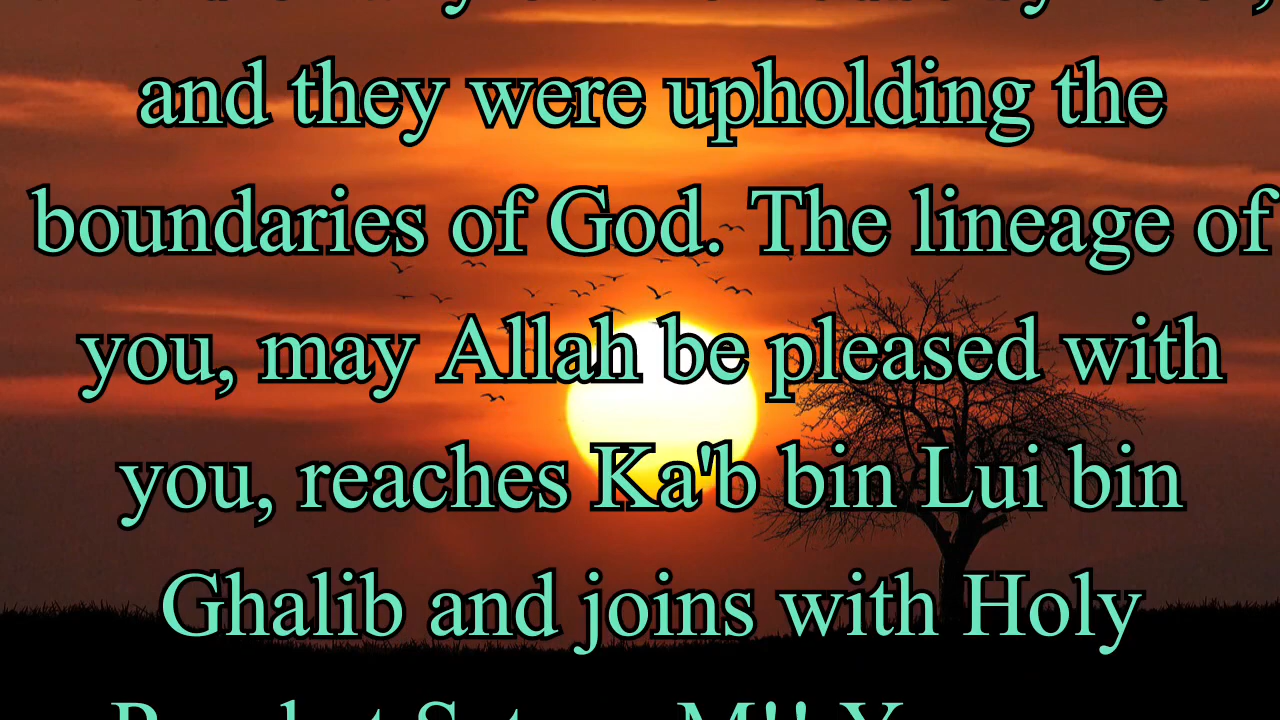 and they were upholding the
boundaries of God. The lineage of
you, may Allah be pleased with
you, reaches Ka'b bin Lui bin
Ghalib and joins with Holy